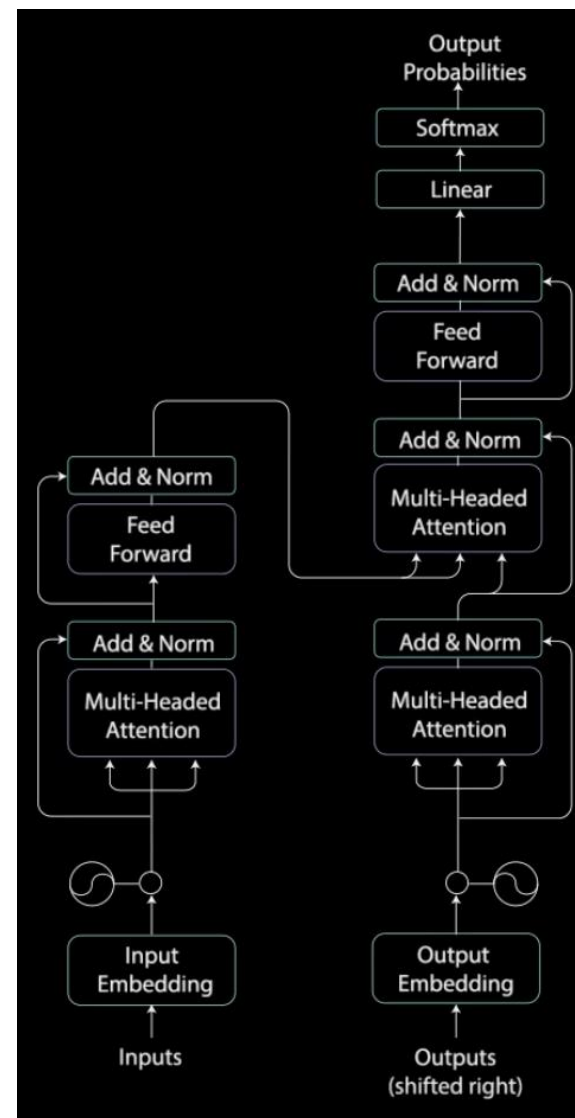 Output
Probabilities
Softmax
Linear
Add & Norm
Feed
Forward
Add & Norm
Multi-Headed
Attention
Add & Norm
Multi-Headed
Attention
Output
Embedding
Outputs
(shifted right)
Add & Norm
Feed
Forward
Add & Norm
Multi-Headed
Attention
Input
Embedding
Inputs